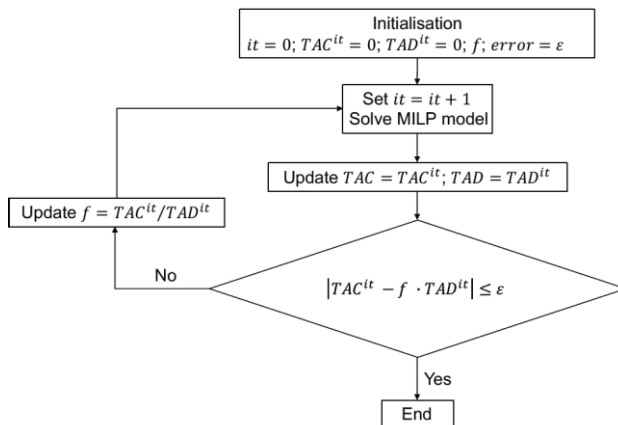 Initialisation
it = 0; TAC^{it} = 0; TAD^{it} = 0; f; error = ε
Set it = it + 1
Solve MILP model
Update TAC = TAC^{it}; TAD = TAD^{it}
Update f = TAC^{it}/TAD^{it}
No
|TAC^{it} − f · TAD^{it}| ≤ ε
Yes
End